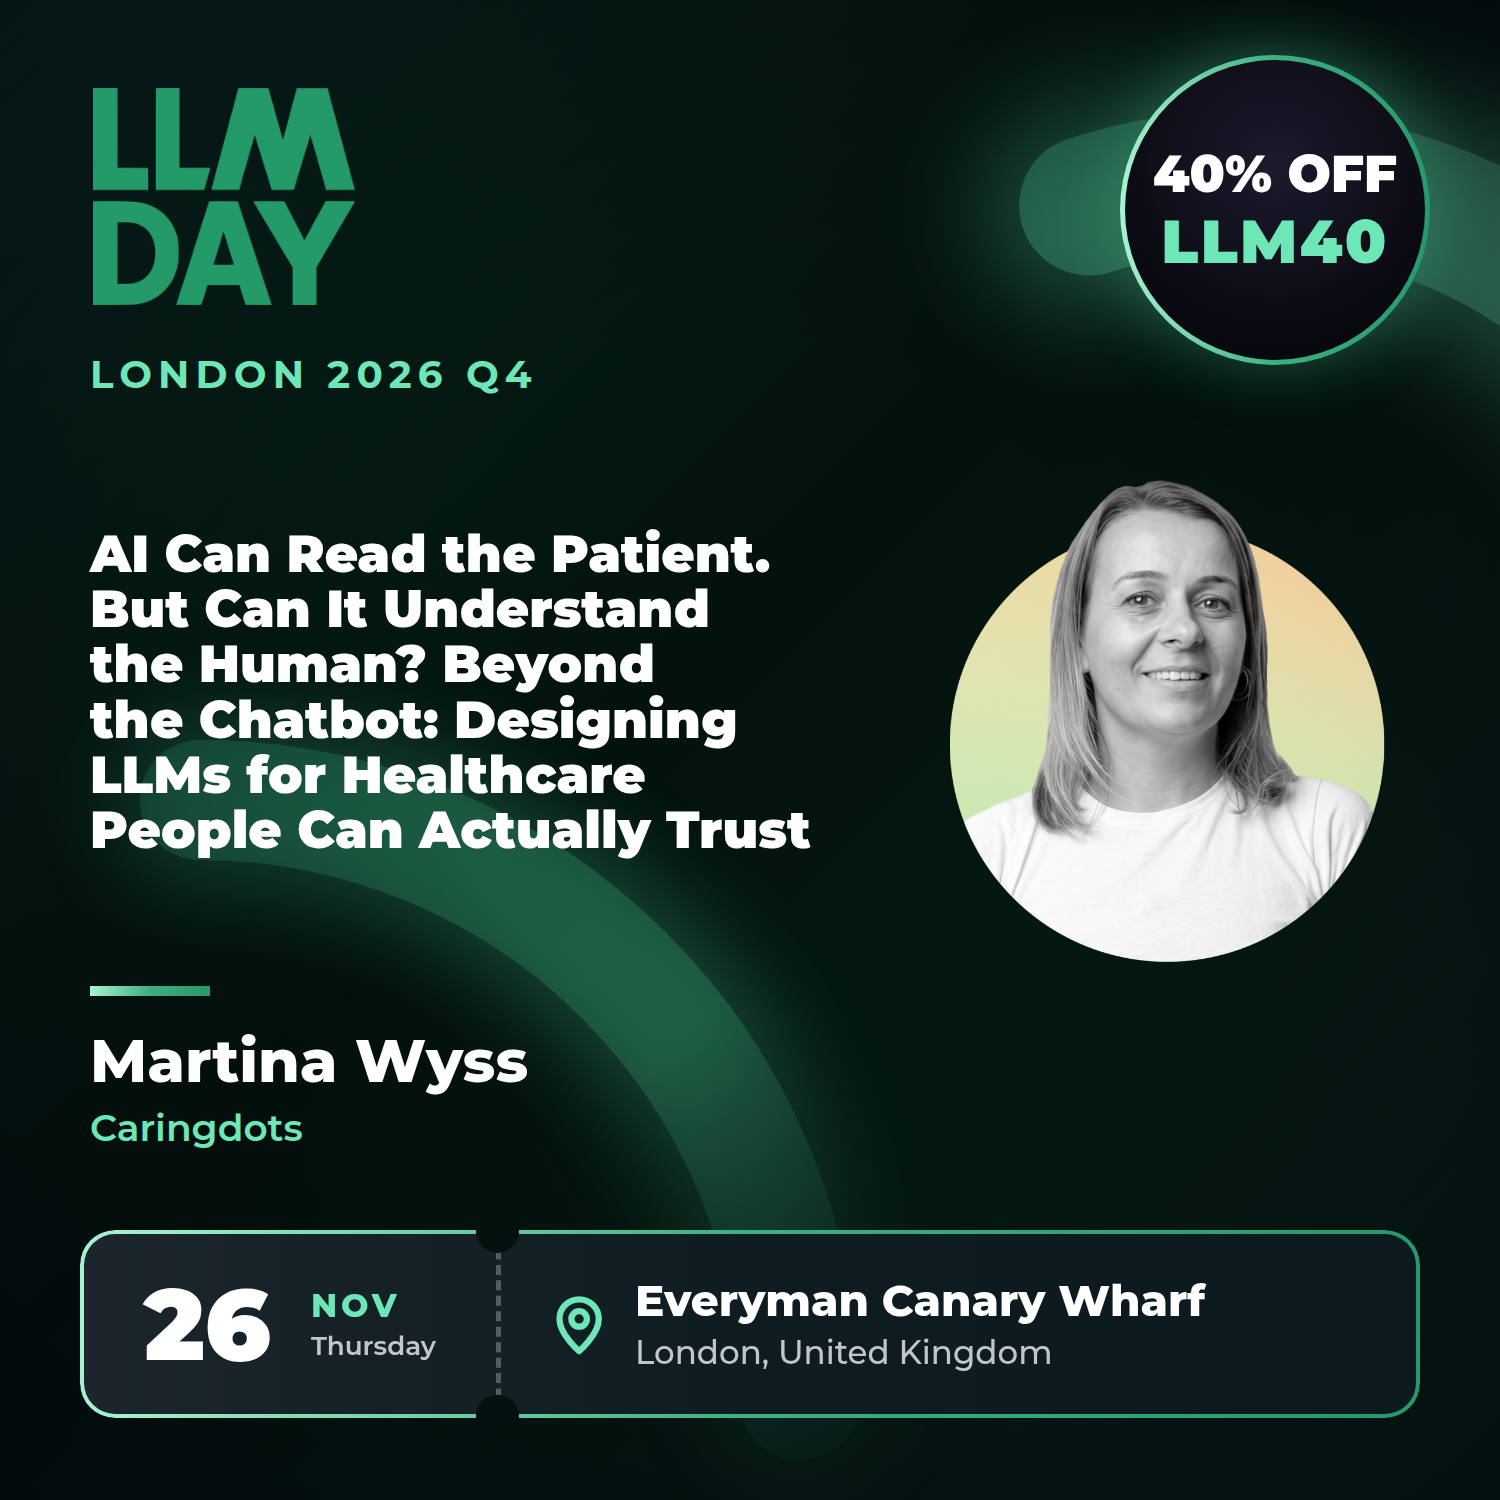 LLM
DAY
LONDON 2026 Q4
40% OFF
LLM40
AI Can Read the Patient.
But Can It Understand
the Human? Beyond
the Chatbot: Designing
LLMs for Healthcare
People Can Actually Trust
Martina Wyss
Caringdots
26
NOV
Thursday
Everyman Canary Wharf
London, United Kingdom